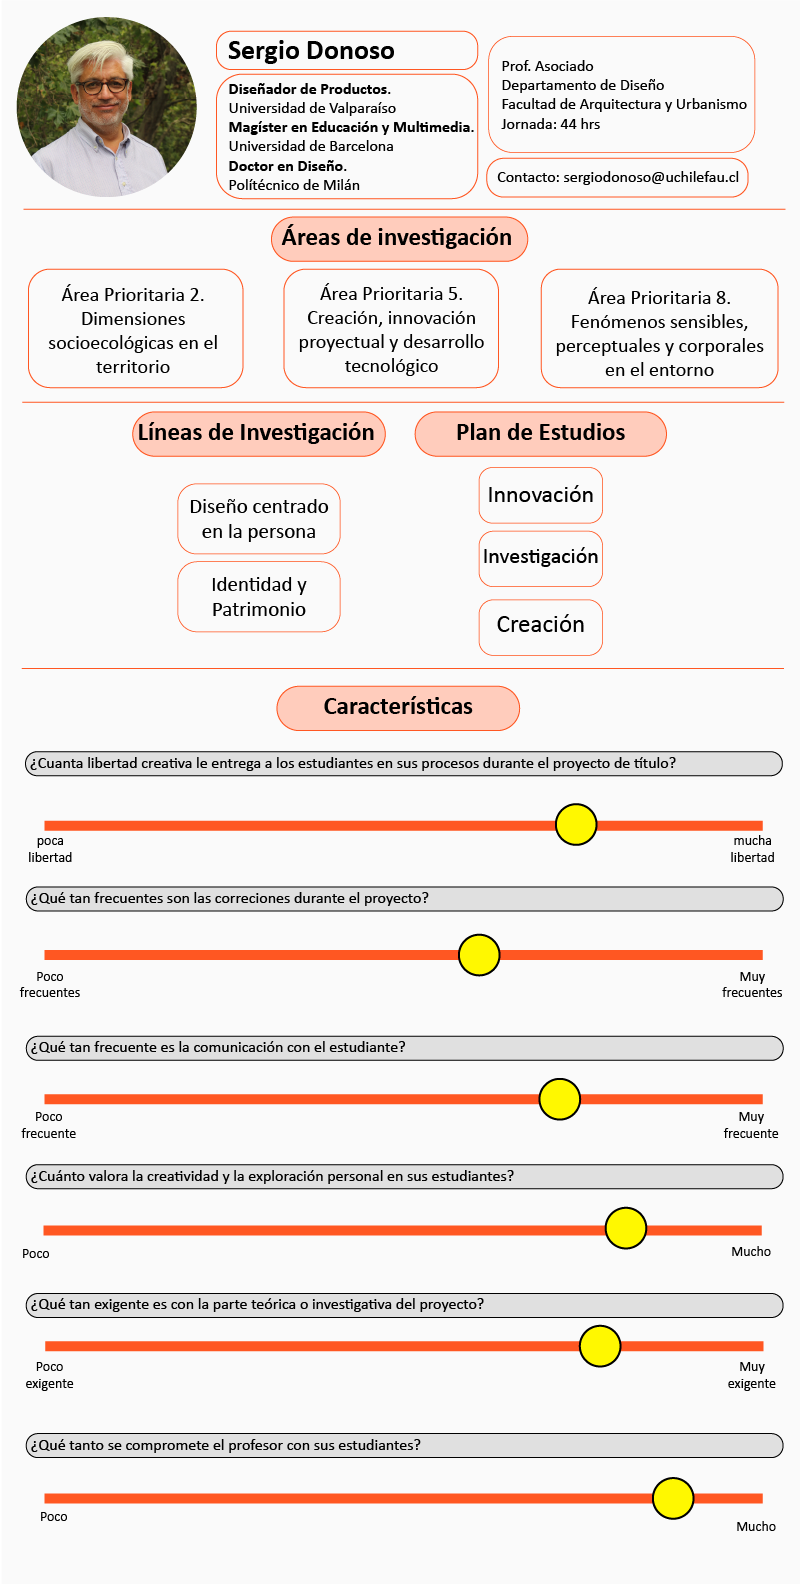 Sergio Donoso
Diseñador de Productos.
Universidad de Valparaíso
Magíster en Educación y Multimedia.
Universidad de Barcelona
Doctor en Diseño.
Polítécnico de Milán
Prof. Asociado
Departamento de Diseño
Facultad de Arquitectura y Urbanismo
Jornada: 44 hrs
Contacto: sergiodonoso@uchilefau.cl
Áreas de investigación
Área Prioritaria 2.
Dimensiones
socioecológicas en el
territorio
Área Prioritaria 5.
Creación, innovación
proyectual y desarrollo
tecnológico
Área Prioritaria 8.
Fenómenos sensibles,
perceptuales y corporales
en el entorno
Líneas de Investigación
Diseño centrado
en la persona
Identidad y
Patrimonio
Plan de Estudios
Innovación
Investigación
Creación
Características
¿Cuanta libertad creativa le entrega a los estudiantes en sus procesos durante el proyecto de título?
poca
libertad
mucha
libertad
¿Qué tan frecuentes son las correciones durante el proyecto?
Poco
frecuentes
Muy
frecuentes
¿Qué tan frecuente es la comunicación con el estudiante?
Poco
frecuente
Muy
frecuente
¿Cuánto valora la creatividad y la exploración personal en sus estudiantes?
Poco
Mucho
¿Qué tan exigente es con la parte teórica o investigativa del proyecto?
Poco
exigente
Muy
exigente
¿Qué tanto se compromete el profesor con sus estudiantes?
Poco
Mucho